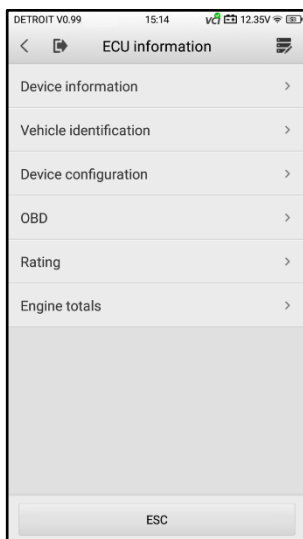 DETROIT V0.99 15:14 vci 12.35V
ECU information
Device information
Vehicle identification
Device configuration
OBD
Rating
Engine totals
ESC